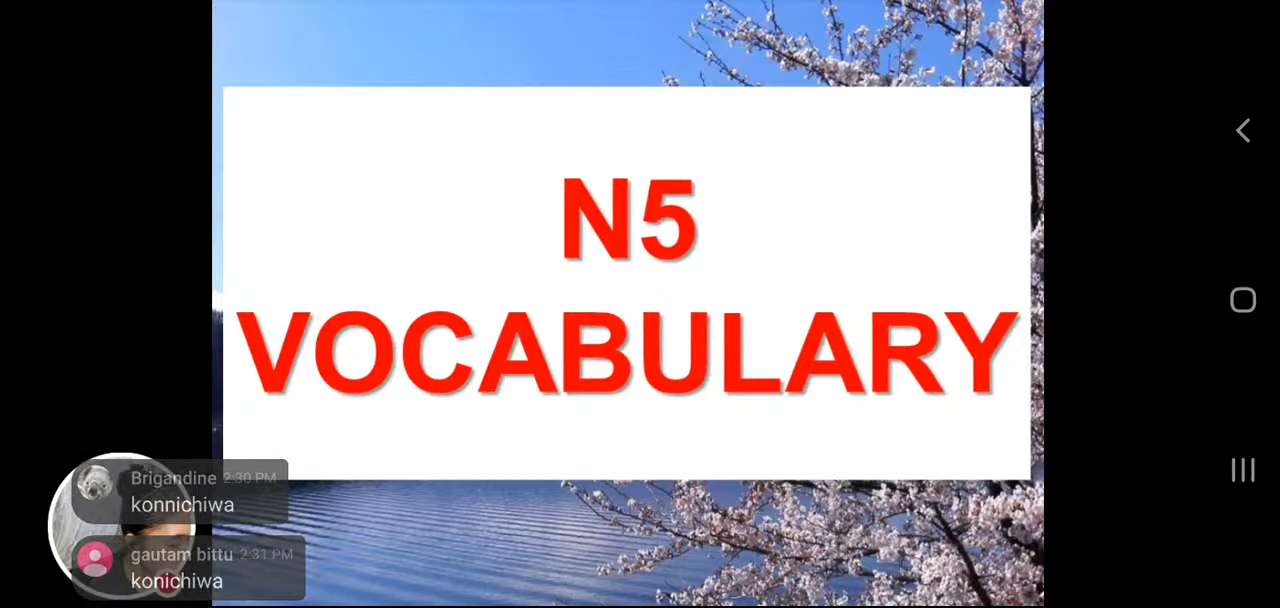 N5
VOCABULARY
Brigandine 2:30 PM
konnichiwa
gautam bittu 2:31 PM
konichiwa